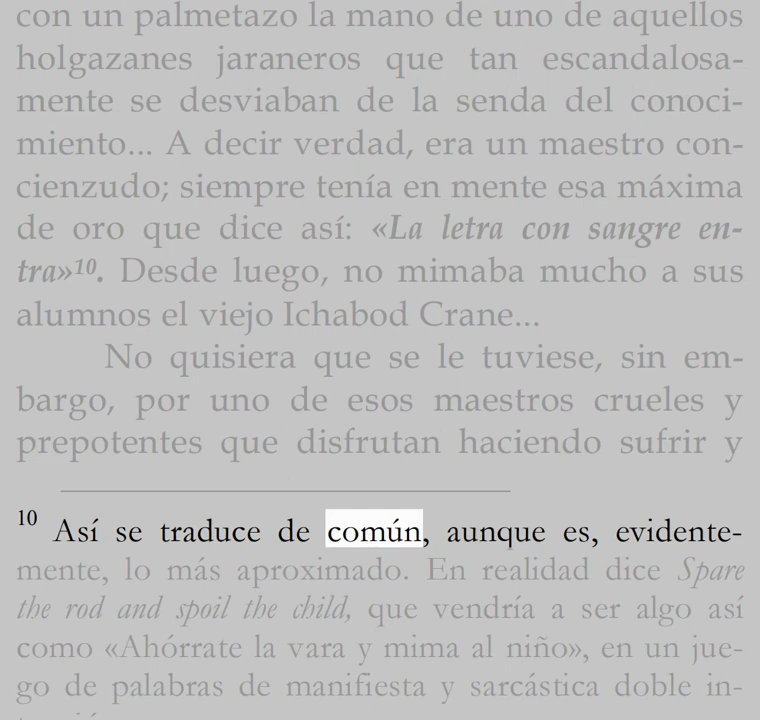 con un palmetazo la mano de uno de aquellos
holgazanes jaraneros que tan escandalosa-
mente se desviaban de la senda del conoci-
miento... A decir verdad, era un maestro con-
cienzudo; siempre tenía en mente esa máxima
de oro que dice así: «La letra con sangre en-
tra»¹⁰. Desde luego, no mimaba mucho a sus
alumnos el viejo Ichabod Crane...
No quisiera que se le tuviese, sin em-
bargo, por uno de esos maestros crueles y
prepotentes que disfrutan haciendo sufrir y
¹⁰ Así se traduce de común, aunque es, evidente-
mente, lo más aproximado. En realidad dice Spare
the rod and spoil the child, que vendría a ser algo así
como «Ahórrate la vara y mima al niño», en un jue-
go de palabras de manifiesta y sarcástica doble in-